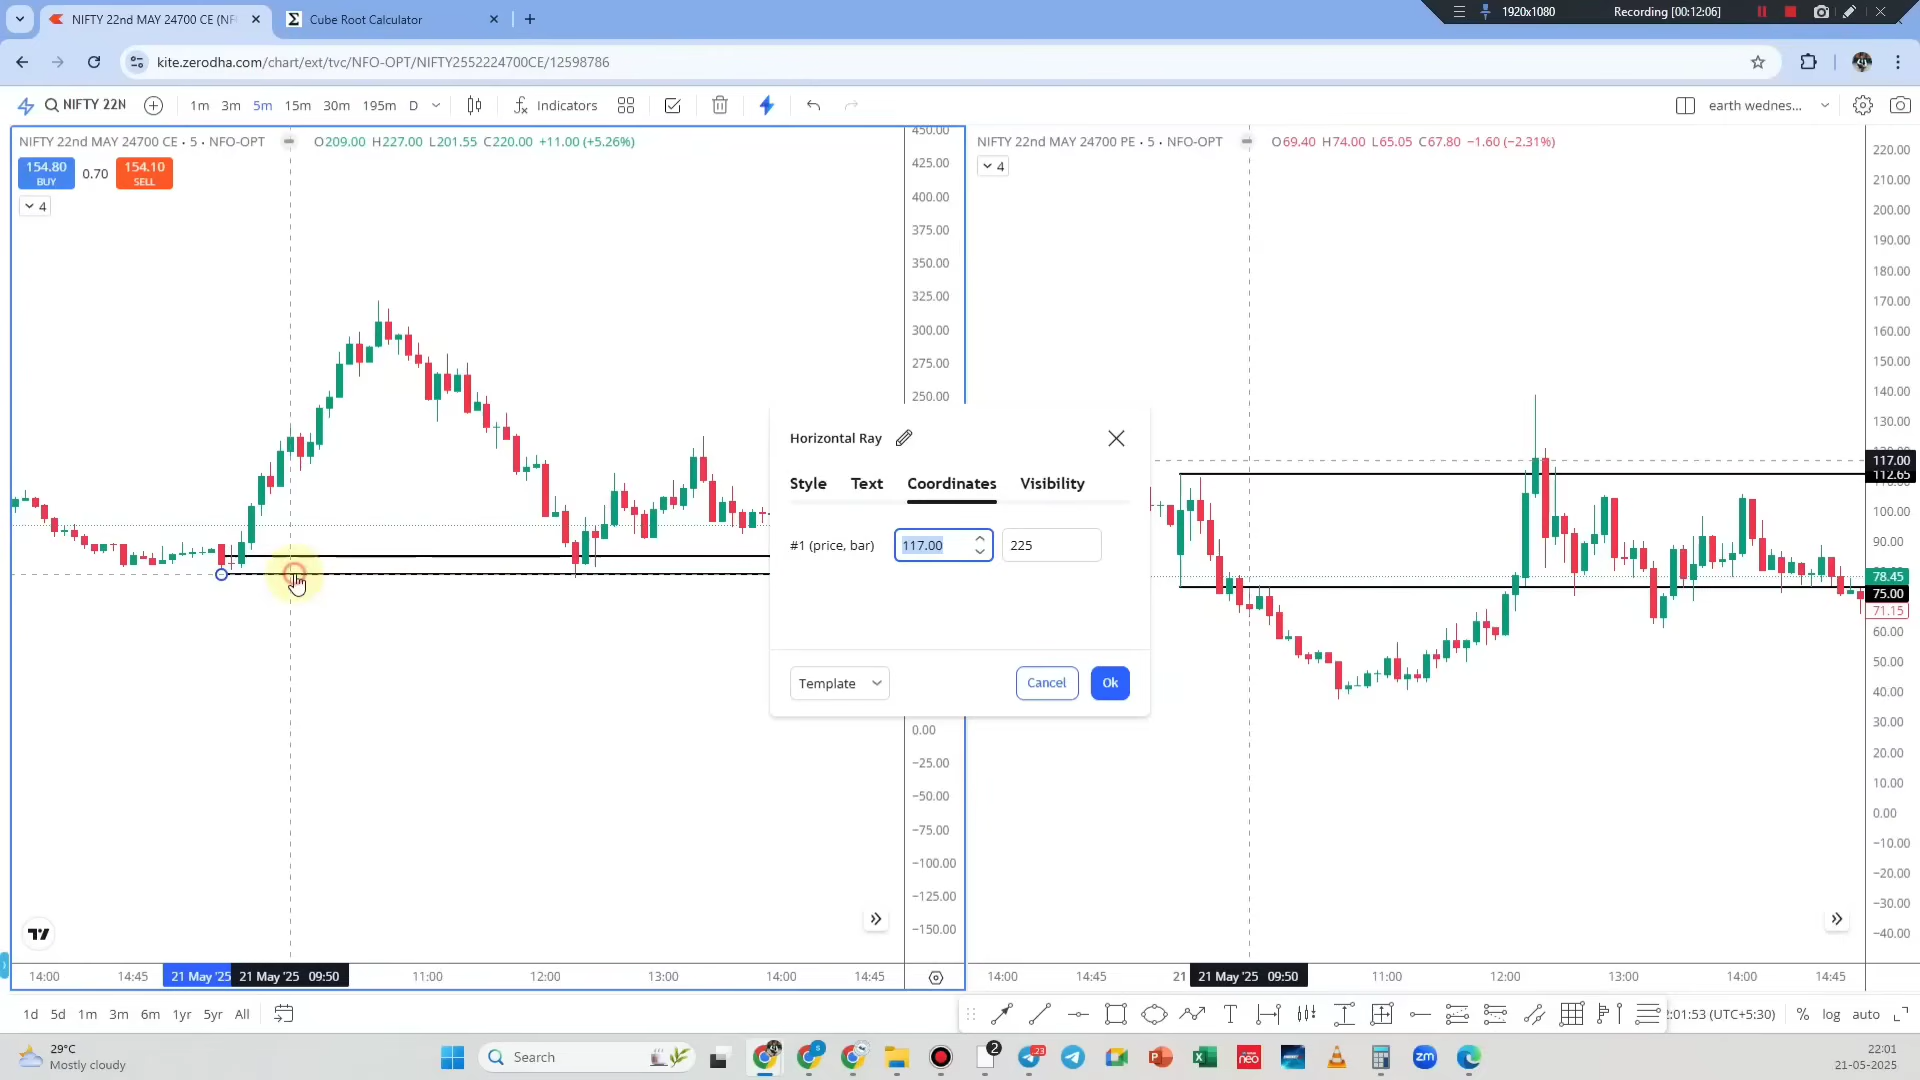 NIFTY 22nd MAY 24700 CE (NF
Cube Root Calculator
1920x1080
Recording [00:12:06]
kite.zerodha.com/chart/ext/tvc/NFO-OPT/NIFTY2552224700CE/12598786
NIFTY 22N
1m 3m 5m 15m 30m 195m D
Indicators
earth wednes...
NIFTY 22nd MAY 24700 CE • 5 • NFO-OPT
O209.00 H227.00 L201.55 C220.00 +11.00 (+5.26%)
154.80
BUY
0.70
154.10
SELL
4
450.00
425.00
400.00
375.00
350.00
325.00
300.00
275.00
250.00
0.00
−25.00
−50.00
−75.00
−100.00
−125.00
−150.00
14:00 14:45 21 May '25 21 May '25 09:50 11:00 12:00 13:00 14:00 14:45
NIFTY 22nd MAY 24700 PE • 5 • NFO-OPT
O69.40 H74.00 L65.05 C67.80 −1.60 (−2.31%)
4
220.00
210.00
200.00
190.00
180.00
170.00
160.00
150.00
140.00
130.00
117.00
112.65
100.00
90.00
78.45
75.00
71.15
60.00
50.00
40.00
30.00
20.00
10.00
0.00
−10.00
−20.00
−30.00
−40.00
14:00 14:45 21 21 May '25 09:50 11:00 12:00 13:00 14:00 14:45
Horizontal Ray
Style Text Coordinates Visibility
#1 (price, bar) 117.00 225
Template
Cancel
Ok
1d 5d 1m 3m 6m 1yr 5yr All
:01:53 (UTC+5:30) % log auto
29°C
Mostly cloudy
Search
2
23
neo
zm
22:01
21-05-2025